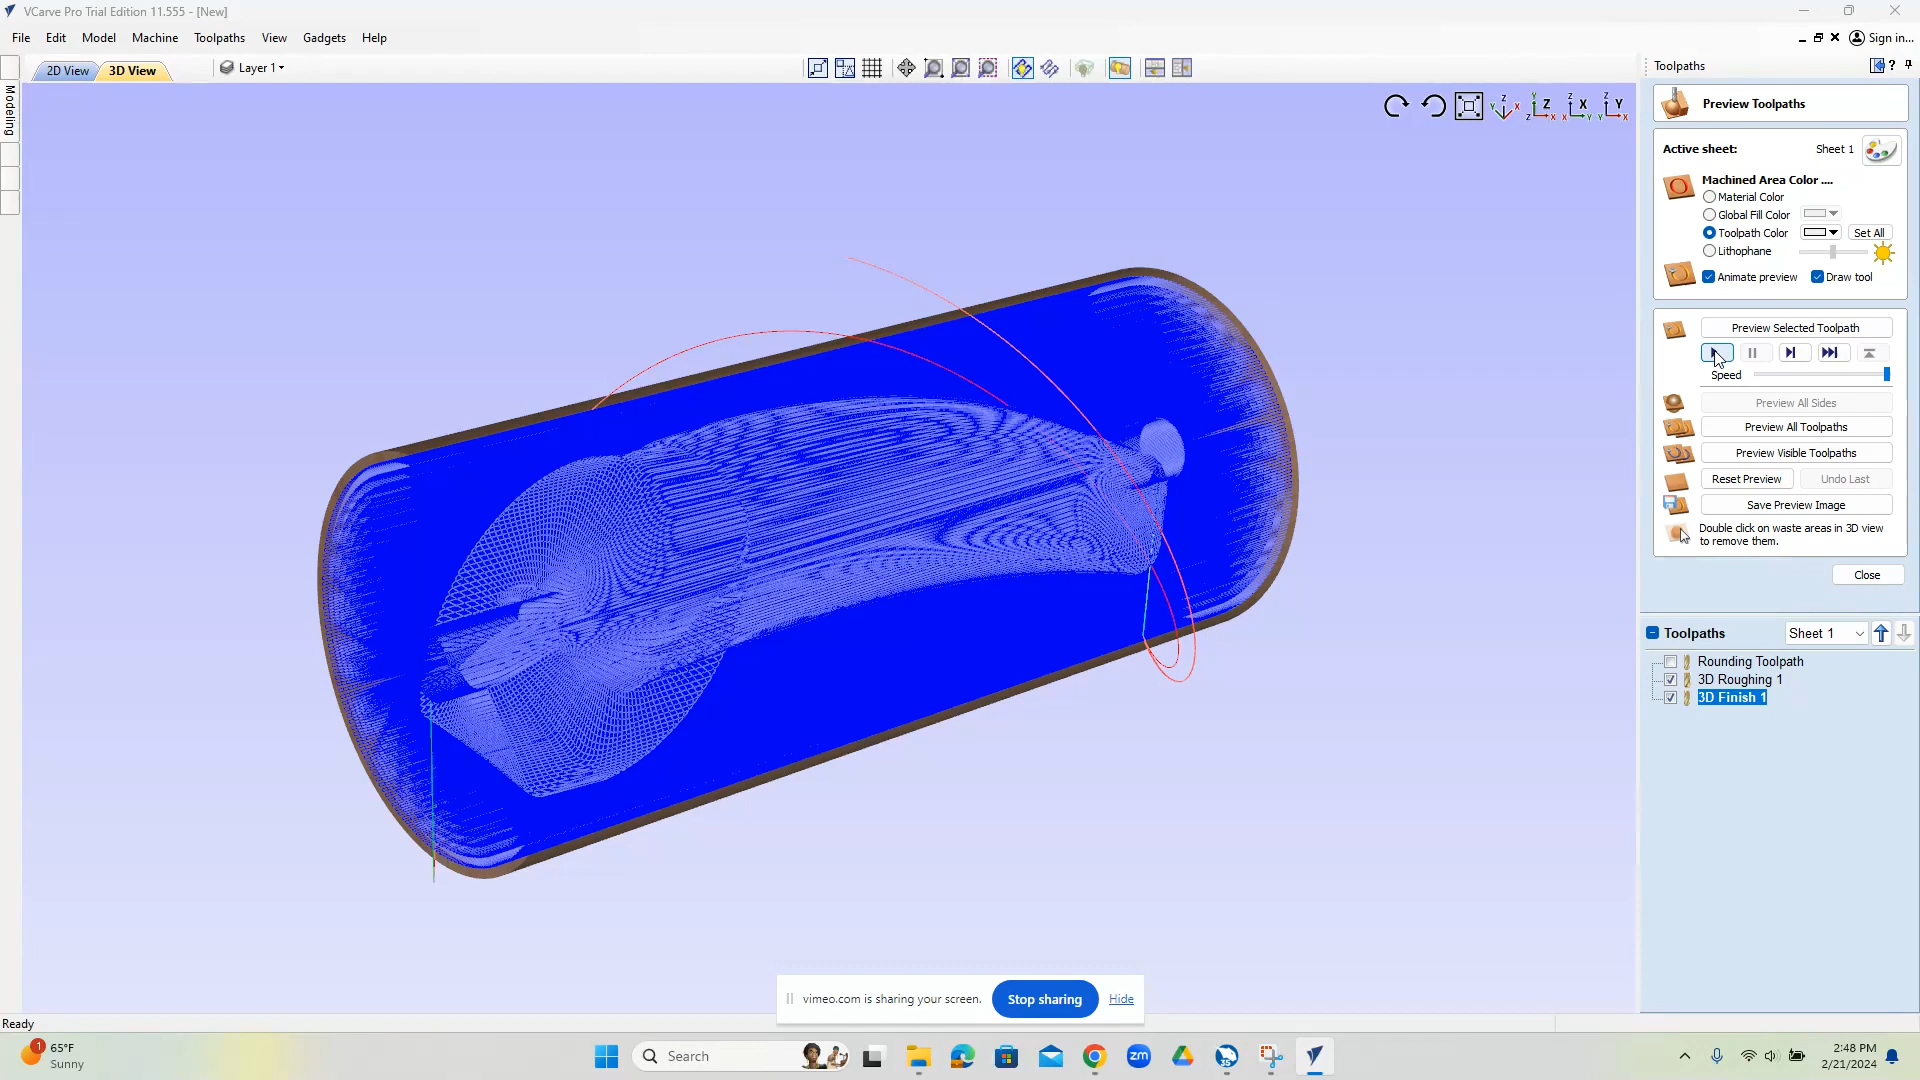 VCarve Pro Trial Edition 11.555 - [New]
File Edit Model Machine Toolpaths View Gadgets Help
Sign in...
2D View 3D View Layer 1
Toolpaths ?
Modeling
Preview Toolpaths
Active sheet: Sheet 1
Machined Area Color ....
Material Color
Global Fill Color
Toolpath Color Set All
Lithophane
Animate preview Draw tool
Preview Selected Toolpath
Speed
Preview All Sides
Preview All Toolpaths
Preview Visible Toolpaths
Reset Preview Undo Last
Save Preview Image
Double click on waste areas in 3D view
to remove them.
Close
Toolpaths Sheet 1
Rounding Toolpath
3D Roughing 1
3D Finish 1
vimeo.com is sharing your screen. Stop sharing Hide
Ready
1 65°F
Sunny
Search
zm
2:48 PM
2/21/2024